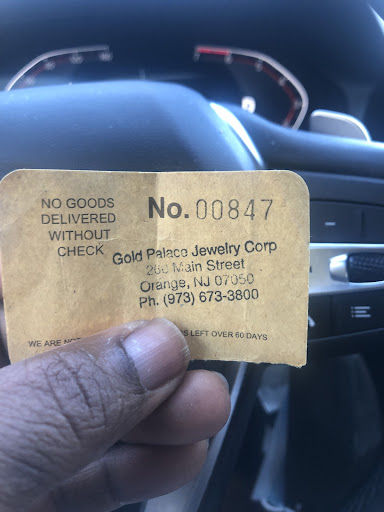 NO GOODS
DELIVERED
WITHOUT
CHECK
No. 00847
Gold Palace Jewelry Corp
Main Street
Orange, NJ 07050
Ph. (973) 673-3800
WE ARE NOT
LEFT OVER 60 DAYS